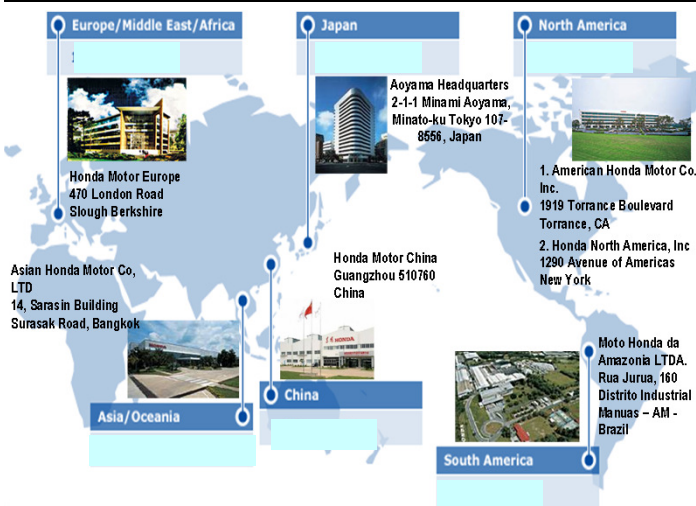 Europe/Middle East/Africa
Honda Motor Europe
470 London Road
Slough Berkshire
Japan
Aoyama Headquarters
2-1-1 Minami Aoyama,
Minato-ku Tokyo 107-
8556, Japan
North America
1. American Honda Motor Co.
Inc.
1919 Torrance Boulevard
Torrance, CA
2. Honda North America, Inc
1290 Avenue of Americas
New York
Asian Honda Motor Co,
LTD
14, Sarasin Building
Surasak Road, Bangkok
Asia/Oceania
Honda Motor China
Guangzhou 510760
China
HONDA
China
Moto Honda da
Amazonia LTDA.
Rua Jurua, 160
Distrito Industrial
Manuas – AM -
Brazil
South America